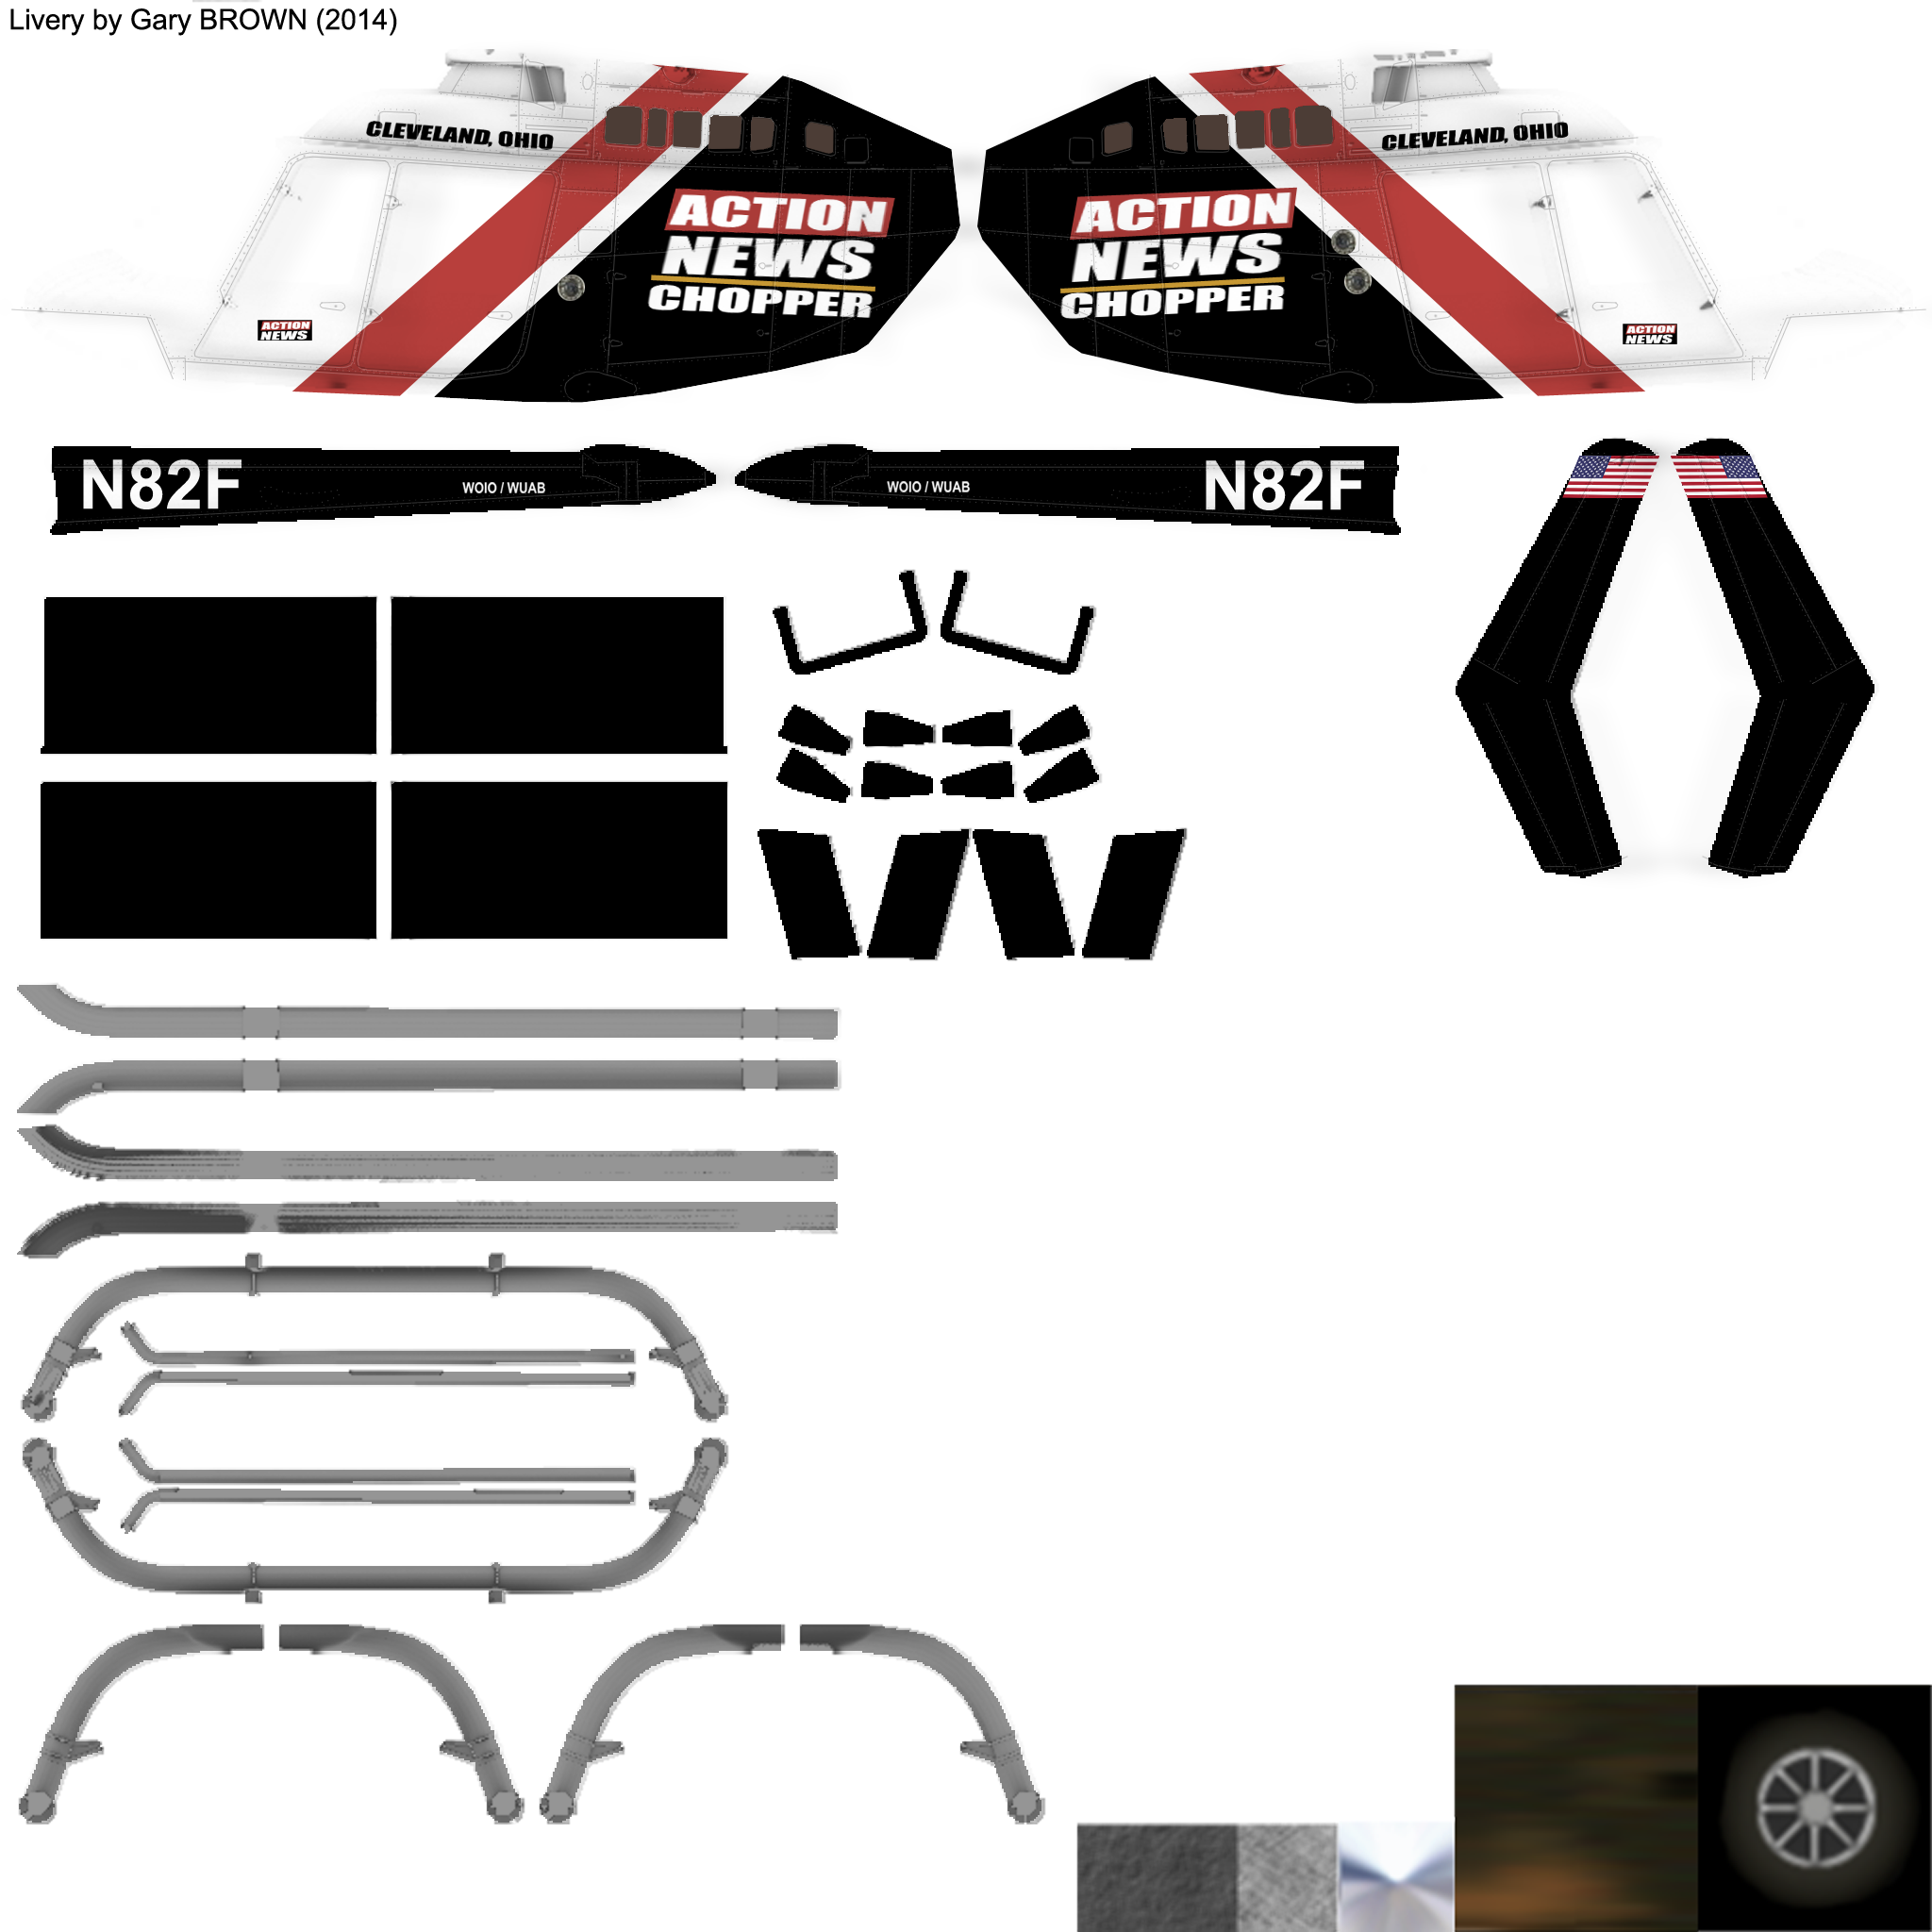 Livery by Gary BROWN (2014)
CLEVELAND, OHIO
ACTION
NEWS
CHOPPER
ACTION
NEWS
CLEVELAND, OHIO
ACTION
NEWS
CHOPPER
ACTION
NEWS
N82F
WOIO / WUAB
WOIO / WUAB
N82F